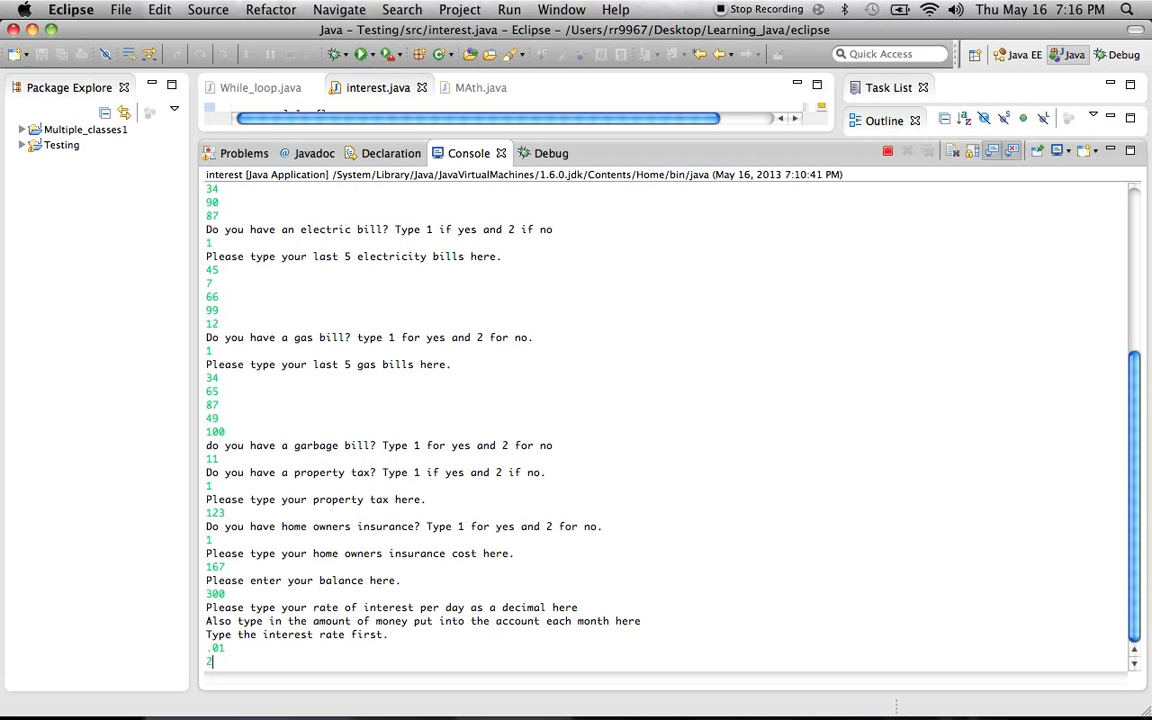 Eclipse File Edit Source Refactor Navigate Search Project Run Window Help Stop Recording Thu May 16 7:16 PM
Java - Testing/src/interest.java - Eclipse - /Users/rr9967/Desktop/Learning_Java/eclipse
Quick Access Java EE Java Debug
Package Explorer While_loop.java interest.java MAth.java Task List
Outline
Multiple_classes1
Testing
Problems @ Javadoc Declaration Console Debug
interest [Java Application] /System/Library/Java/JavaVirtualMachines/1.6.0.jdk/Contents/Home/bin/java (May 16, 2013 7:10:41 PM)
34
90
87
Do you have an electric bill? Type 1 if yes and 2 if no
1
Please type your last 5 electricity bills here.
45
7
66
99
12
Do you have a gas bill? type 1 for yes and 2 for no.
1
Please type your last 5 gas bills here.
34
65
87
49
100
do you have a garbage bill? Type 1 for yes and 2 for no
11
Do you have a property tax? Type 1 if yes and 2 if no.
1
Please type your property tax here.
123
Do you have home owners insurance? Type 1 for yes and 2 for no.
1
Please type your home owners insurance cost here.
167
Please enter your balance here.
300
Please type your rate of interest per day as a decimal here
Also type in the amount of money put into the account each month here
Type the interest rate first.
.01
2